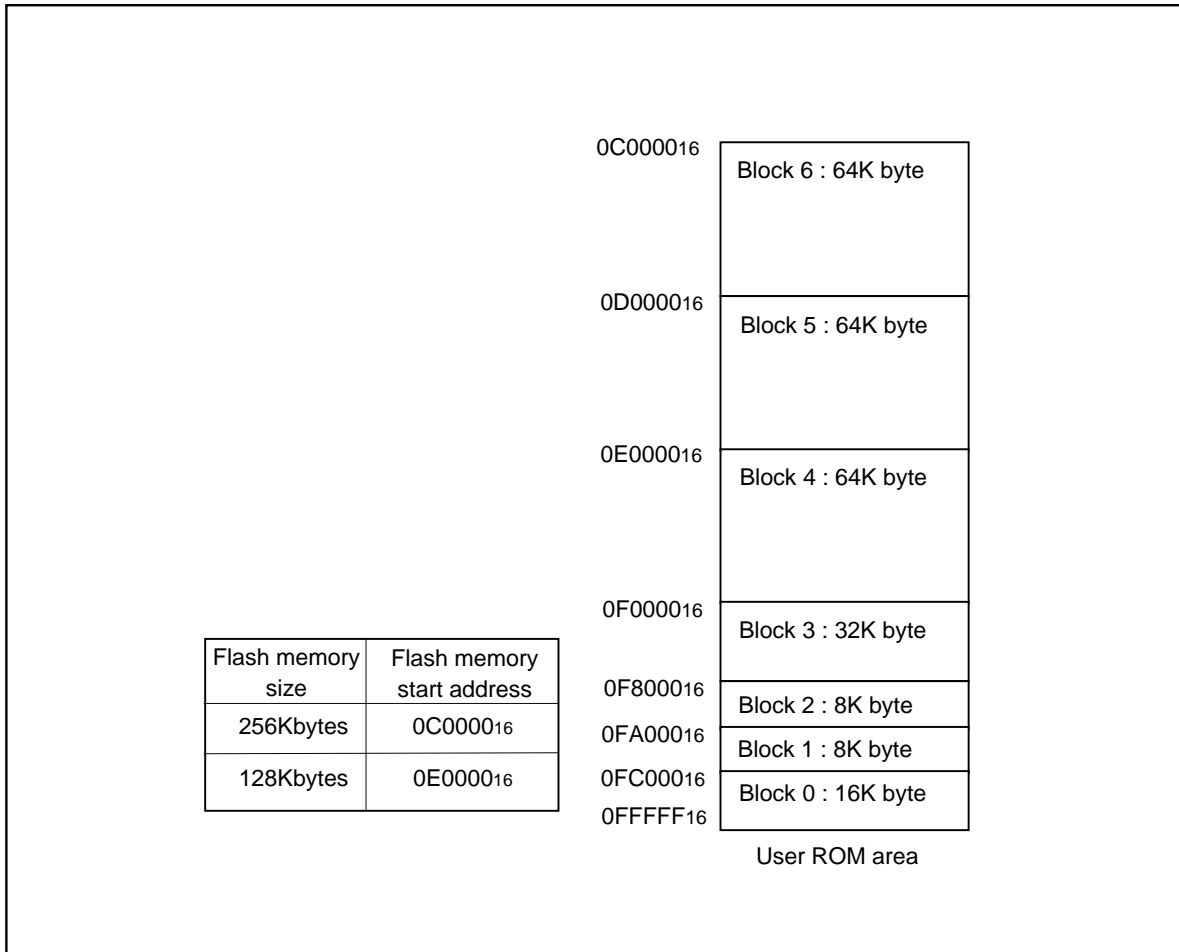 0C000016
Block 6 : 64K byte
0D000016
Block 5 : 64K byte
0E000016
Block 4 : 64K byte
0F000016
Block 3 : 32K byte
0F800016
Block 2 : 8K byte
0FA00016
Block 1 : 8K byte
0FC00016
Block 0 : 16K byte
0FFFFF16
User ROM area
Flash memory size
Flash memory start address
256Kbytes
0C000016
128Kbytes
0E000016